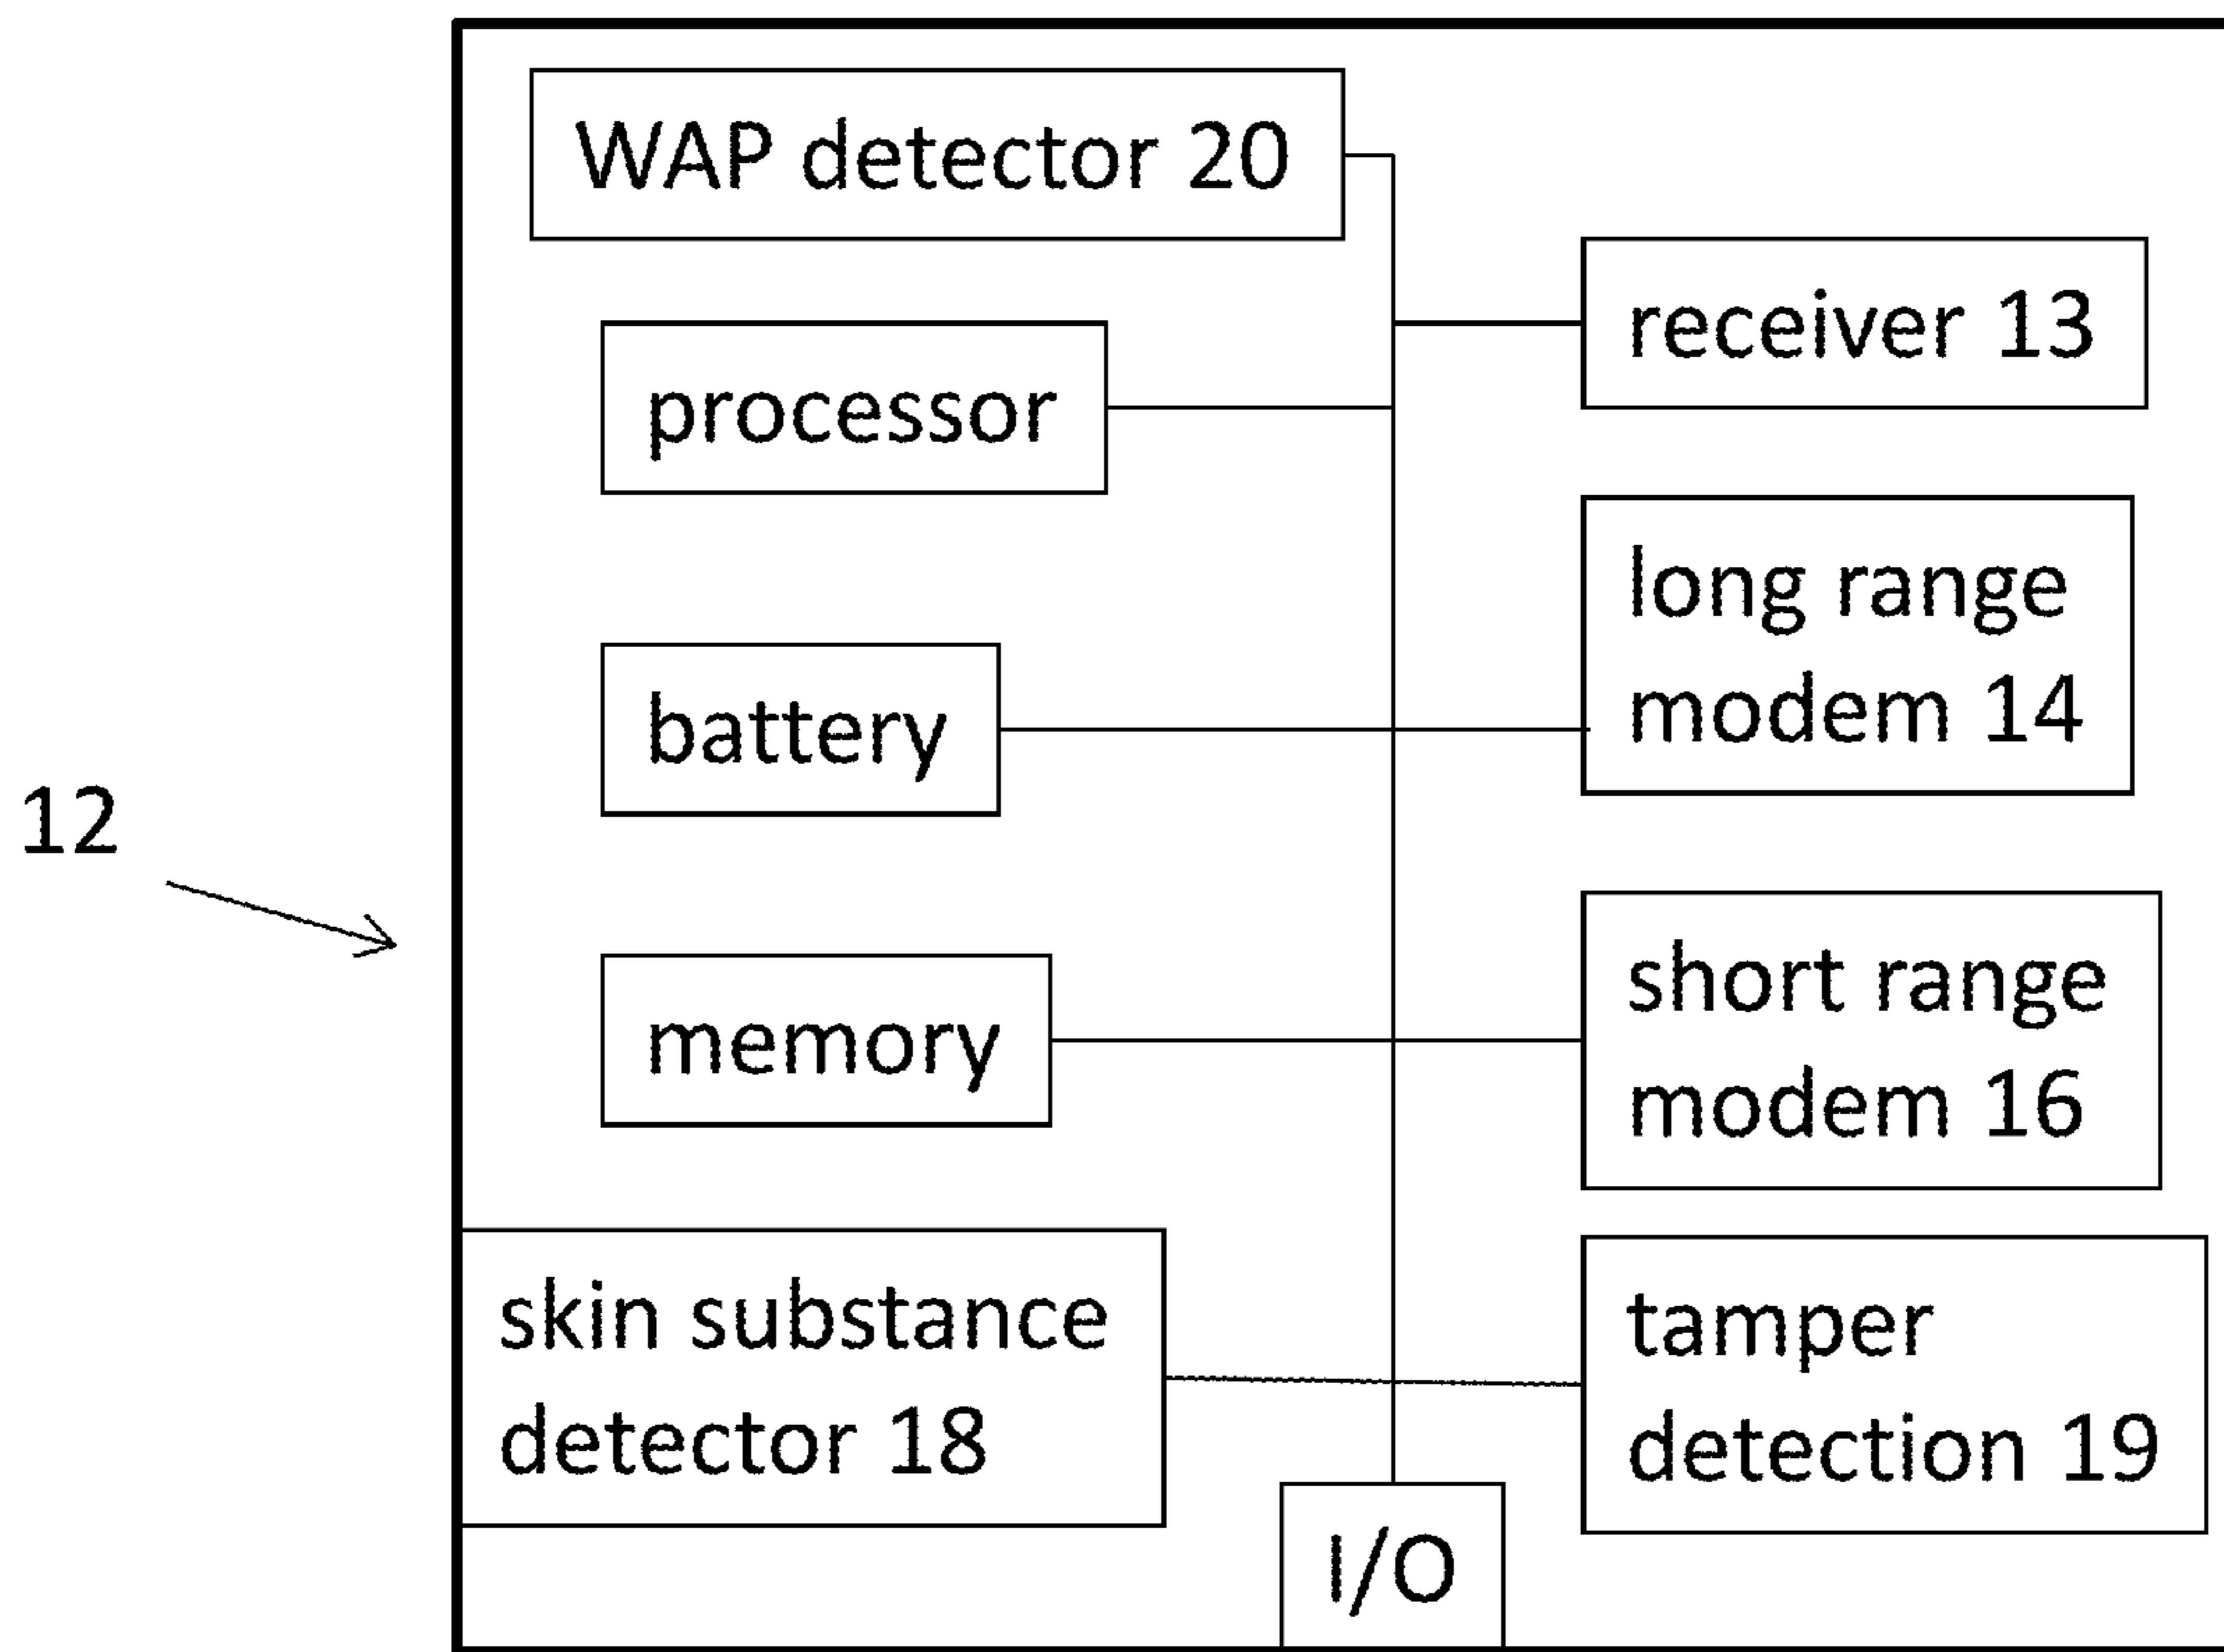 WAP detector 20
receiver 13
processor
long range
modem 14
battery
12
short range
modem 16
memory
skin substance
detector 18
tamper
detection 19
I/O